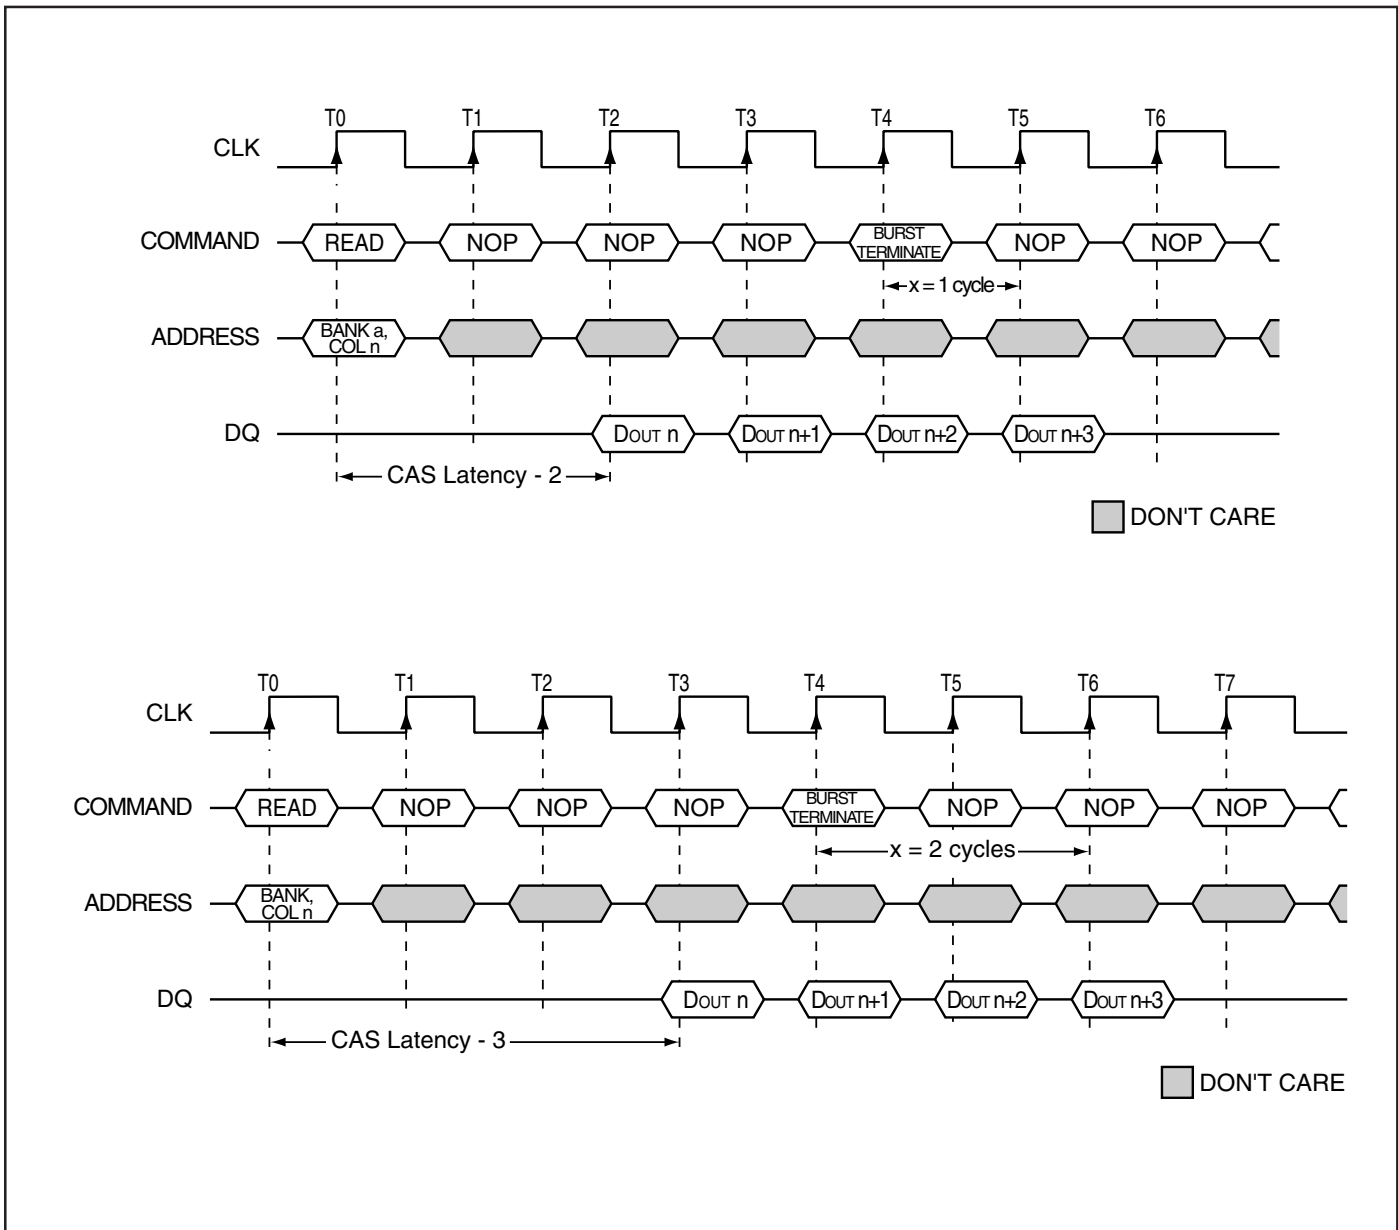 T0 T1 T2 T3 T4 T5 T6
CLK
COMMAND READ NOP NOP NOP BURST TERMINATE NOP NOP
x = 1 cycle
ADDRESS BANK a, COL n
DQ DOUT n DOUT n+1 DOUT n+2 DOUT n+3
CAS Latency - 2
DON'T CARE
T0 T1 T2 T3 T4 T5 T6 T7
CLK
COMMAND READ NOP NOP NOP BURST TERMINATE NOP NOP NOP
x = 2 cycles
ADDRESS BANK, COL n
DQ DOUT n DOUT n+1 DOUT n+2 DOUT n+3
CAS Latency - 3
DON'T CARE